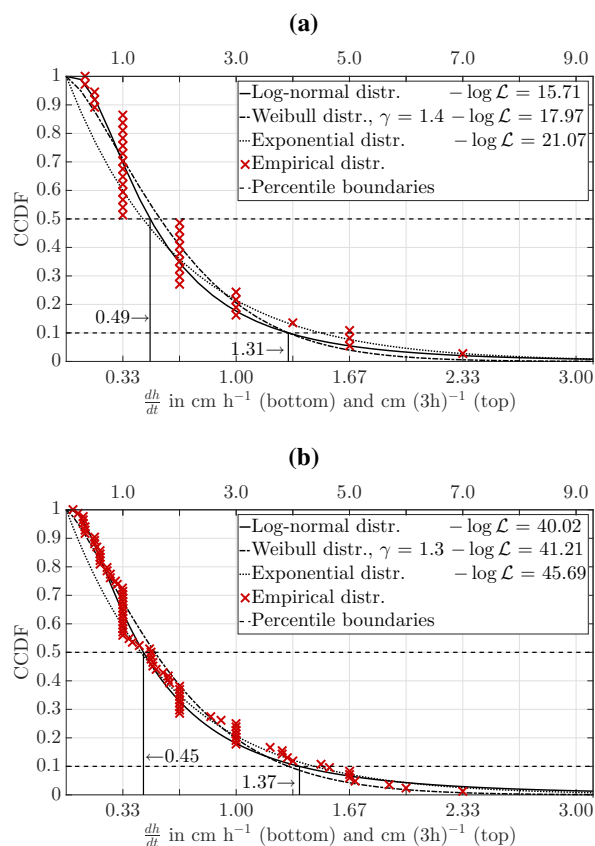 (a)
1.0 3.0 5.0 7.0 9.0
1
0.9
0.8
0.7
0.6
0.5
0.4
0.3
0.2
0.1
0
CCDF
Log-normal distr. − log ℒ = 15.71
Weibull distr., γ = 1.4 − log ℒ = 17.97
Exponential distr. − log ℒ = 21.07
Empirical distr.
Percentile boundaries
0.49→
1.31→
0.33 1.00 1.67 2.33 3.00
dh/dt in cm h⁻¹ (bottom) and cm (3h)⁻¹ (top)
(b)
1.0 3.0 5.0 7.0 9.0
1
0.9
0.8
0.7
0.6
0.5
0.4
0.3
0.2
0.1
0
CCDF
Log-normal distr. − log ℒ = 40.02
Weibull distr., γ = 1.3 − log ℒ = 41.21
Exponential distr. − log ℒ = 45.69
Empirical distr.
Percentile boundaries
←0.45
1.37→
0.33 1.00 1.67 2.33 3.00
dh/dt in cm h⁻¹ (bottom) and cm (3h)⁻¹ (top)